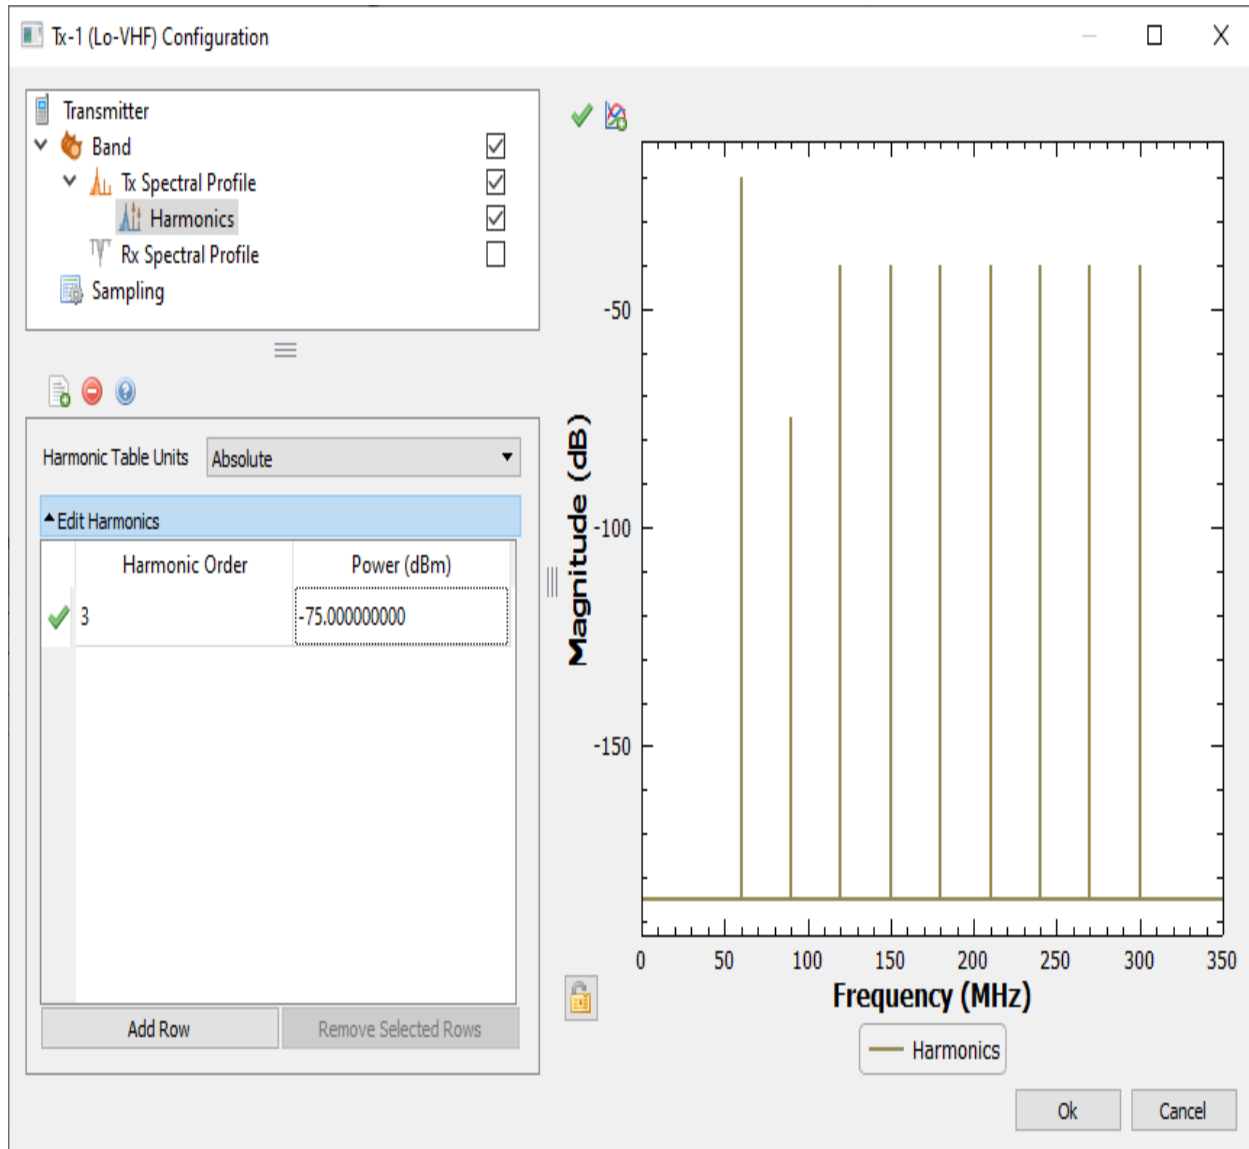 Tx-1 (Lo-VHF) Configuration
Transmitter
Band
Tx Spectral Profile
Harmonics
Rx Spectral Profile
Sampling
Harmonic Table Units Absolute
Edit Harmonics
Harmonic Order Power (dBm)
3 -75.000000000
Add Row Remove Selected Rows
Magnitude (dB)
-50
-100
-150
0 50 100 150 200 250 300 350
Frequency (MHz)
Harmonics
Ok Cancel